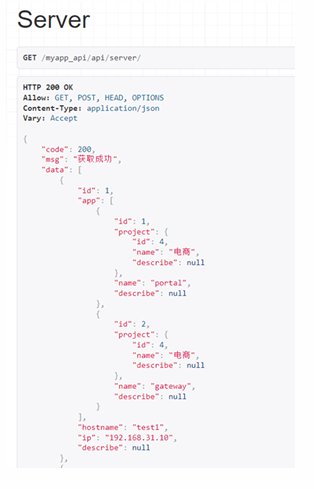 Server
GET /myapp_api/api/server/
HTTP 200 OK
Allow: GET, POST, HEAD, OPTIONS
Content-Type: application/json
Vary: Accept
{
"code": 200,
"msg": "获取成功",
"data": [
{
"id": 1,
"app": [
{
"id": 1,
"project": {
"id": 4,
"name": "电商",
"describe": null
},
"name": "portal",
"describe": null
},
{
"id": 2,
"project": {
"id": 4,
"name": "电商",
"describe": null
},
"name": "gateway",
"describe": null
}
],
"hostname": "test1",
"ip": "192.168.31.10",
"describe": null
},
{